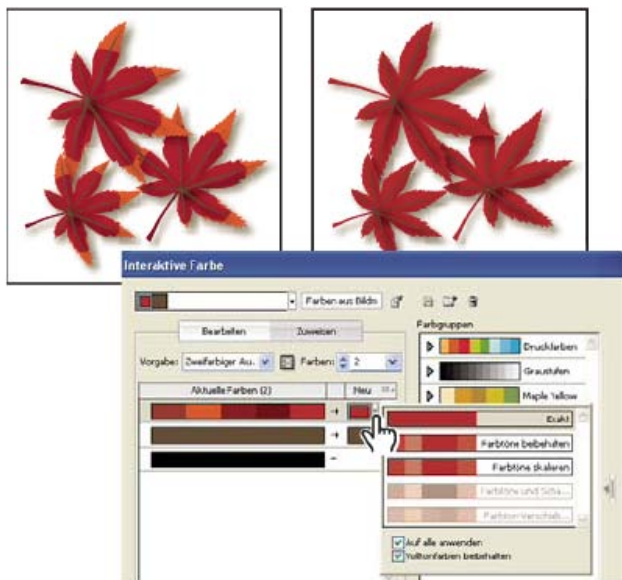 Interaktive Farbe
Farben aus Bildm
Bearbeiten Zuweisen
Farbgruppen
Vorgabe: Zweifarbiger Au. Farben: 2
Druckfarben
Graustufen
Maple Yellow
Aktuelle Farben (2) Neu
Exakt
Farbtöne beibehalten
Farbtöne skalieren
Farbtöne und Scha...
Farbton-Verschieb...
Auf alle anwenden
Volltonfarben beibehalten